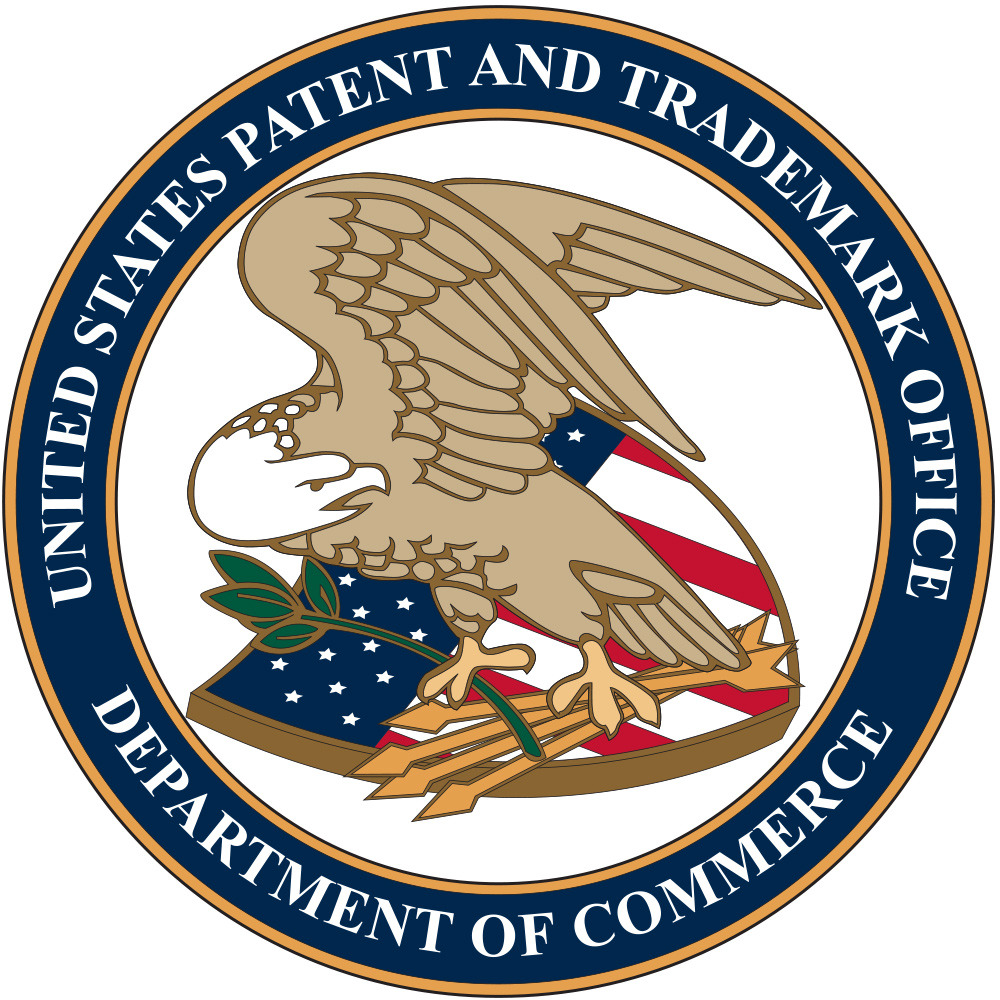 UNITED STATES PATENT AND TRADEMARK OFFICE
DEPARTMENT OF COMMERCE